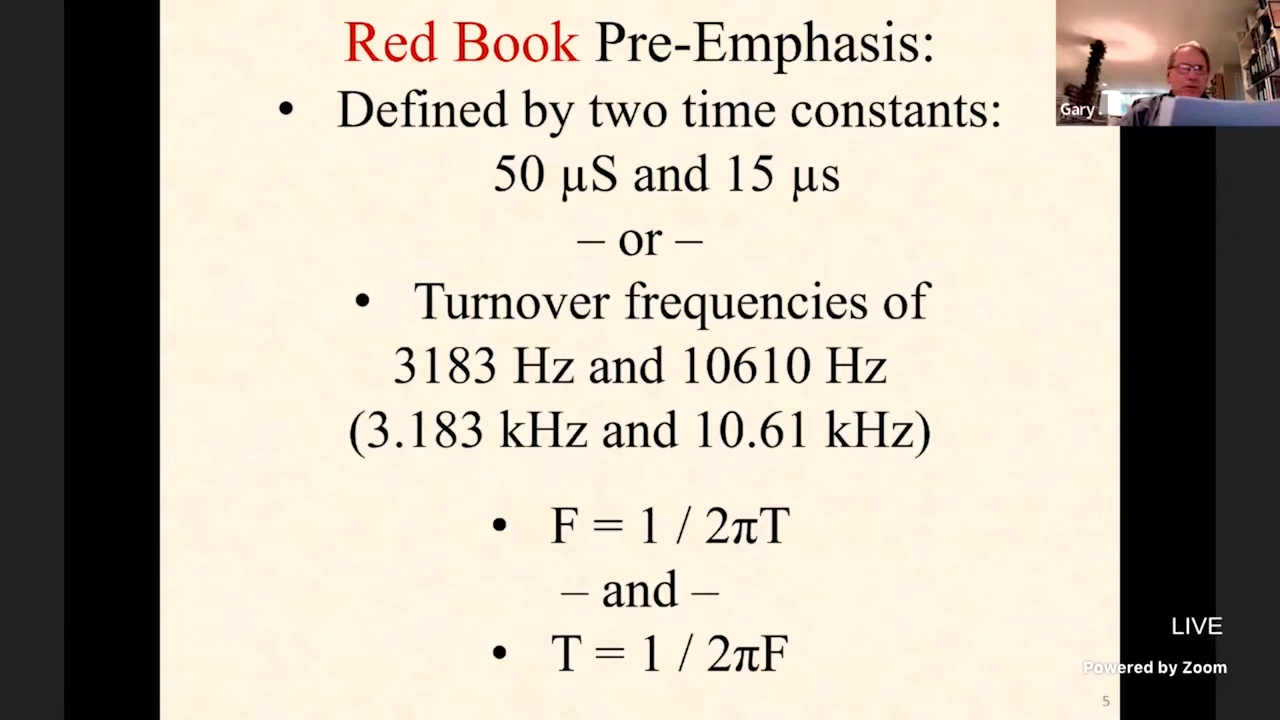 Red Book Pre-Emphasis:
• Defined by two time constants:
50 µS and 15 µs
– or –
• Turnover frequencies of
3183 Hz and 10610 Hz
(3.183 kHz and 10.61 kHz)
• F = 1 / 2πT
– and –
• T = 1 / 2πF
5
Gary
LIVE
Powered by Zoom